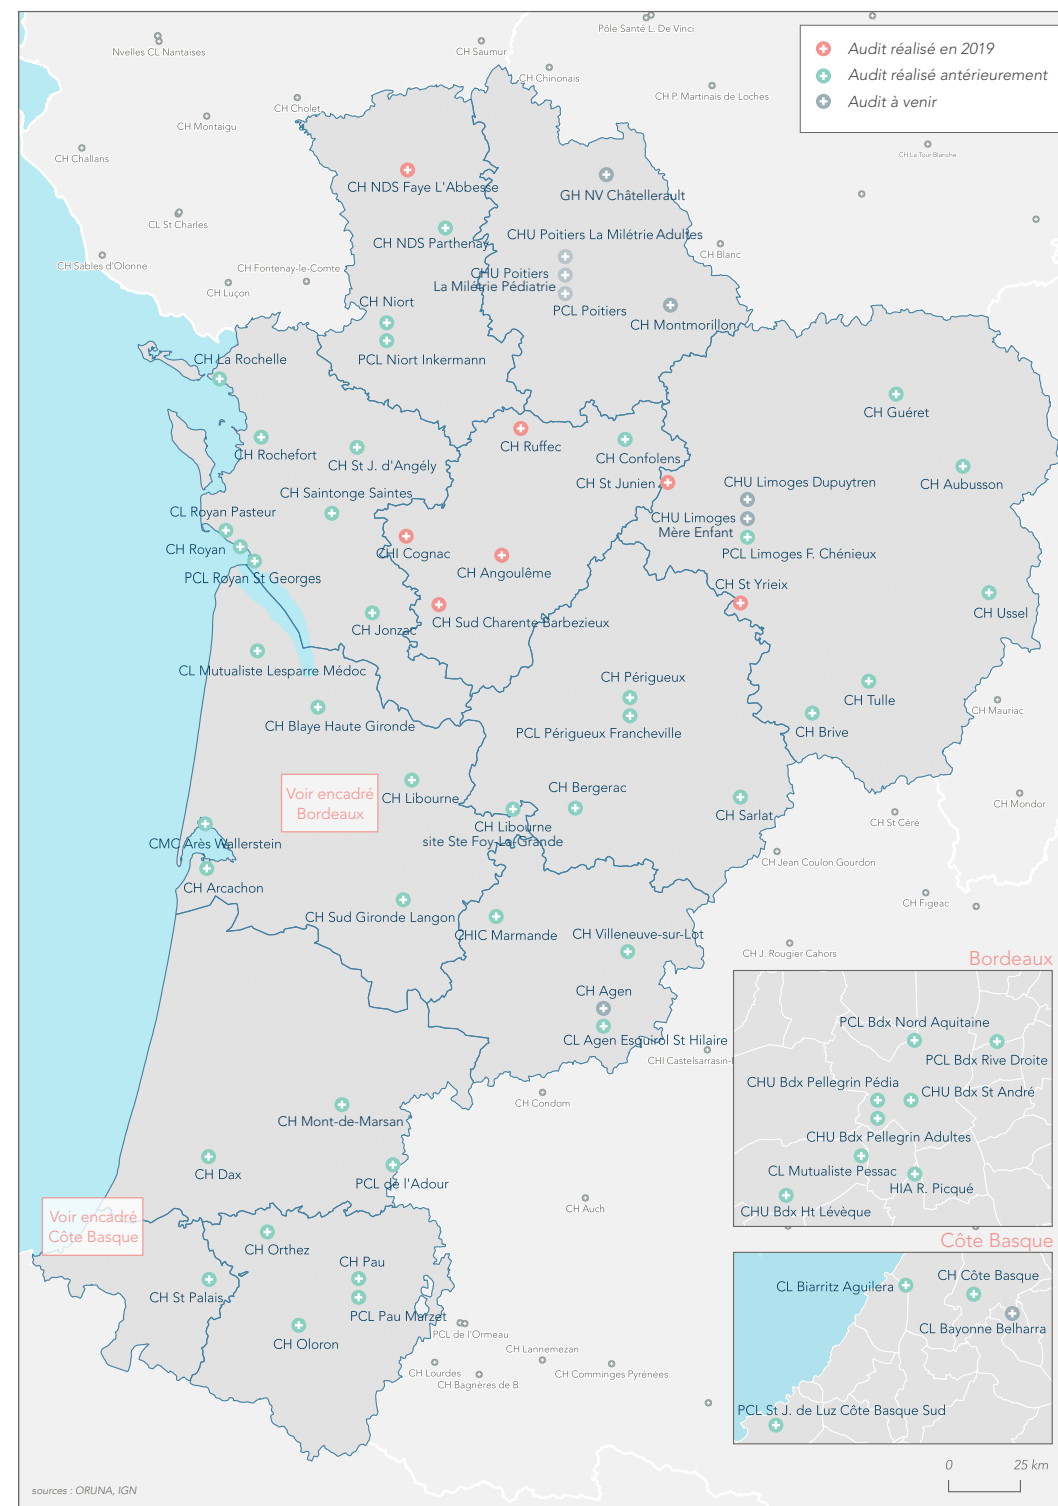 Pôle Santé L. De Vinci
Nvelles CL Nantaises
CH Saumur
Audit réalisé en 2019
Audit réalisé antérieurement
Audit à venir
CH Chinonais
CH P. Martinais de Loches
CH Cholet
CH Montaigu
CH Challans
CH La Tour Blanche
CH NDS Faye L'Abbesse
GH NV Châtellerault
CL St Charles
CH NDS Parthenay
CHU Poitiers La Milétrie Adultes
CH Blanc
CH Sables d'Olonne
CH Fontenay-le-Comte
CHU Poitiers
La Milétrie Pédiatrie
CH Luçon
CH Niort
PCL Poitiers
CH Montmorillon
CH La Rochelle
PCL Niort Inkermann
CH Guéret
CH Rochefort
CH St J. d'Angély
CH Ruffec
CH Confolens
CH St Junien
CHU Limoges Dupuytren
CH Aubusson
CH Saintonge Saintes
CL Royan Pasteur
CHU Limoges
Mère Enfant
CH Royan
CHI Cognac
PCL Limoges F. Chénieux
CH Angoulême
PCL Royan St Georges
CH St Yrieix
CH Ussel
CH Jonzac
CH Sud Charente Barbezieux
CL Mutualiste Lesparre Médoc
CH Périgueux
CH Tulle
CH Mauriac
CH Blaye Haute Gironde
PCL Périgueux Francheville
CH Brive
Voir encadré
Bordeaux
CH Libourne
CH Bergerac
CH Sarlat
CH Mondor
CH St Céré
CH Libourne
site Ste Foy-La-Grande
CMC Arès Wallerstein
CH Jean Coulon Gourdon
CH Arcachon
CH Figeac
CH Sud Gironde Langon
CHIC Marmande
CH Villeneuve-sur-Lot
CH J. Rougier Cahors
Bordeaux
CH Agen
CL Agen Esquirol St Hilaire
CHI Castelsarrasin-
PCL Bdx Nord Aquitaine
PCL Bdx Rive Droite
CHU Bdx Pellegrin Pédia
CHU Bdx St André
CHU Bdx Pellegrin Adultes
CL Mutualiste Pessac
HIA R. Picqué
CHU Bdx Ht Lévèque
CH Condom
CH Mont-de-Marsan
CH Dax
PCL de l'Adour
CH Auch
Voir encadré
Côte Basque
Côte Basque
CH Orthez
CH Pau
CH St Palais
PCL Pau Marzet
CH Oloron
PCL de l'Ormeau
CH Lannemezan
CH Lourdes
CH Bagnères de B.
CH Comminges Pyrénées
CL Biarritz Aguilera
CH Côte Basque
CL Bayonne Belharra
PCL St J. de Luz Côte Basque Sud
0 25 km
sources : ORUNA, IGN